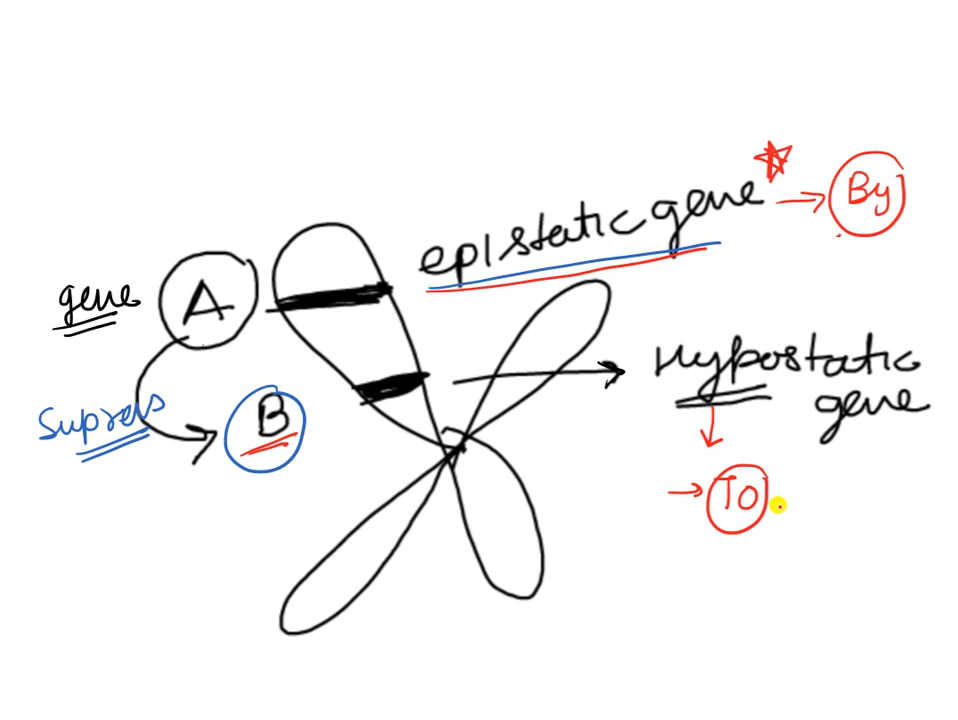 epistatic gene
By
gene
A
Hypostatic
gene
Supress
B
To